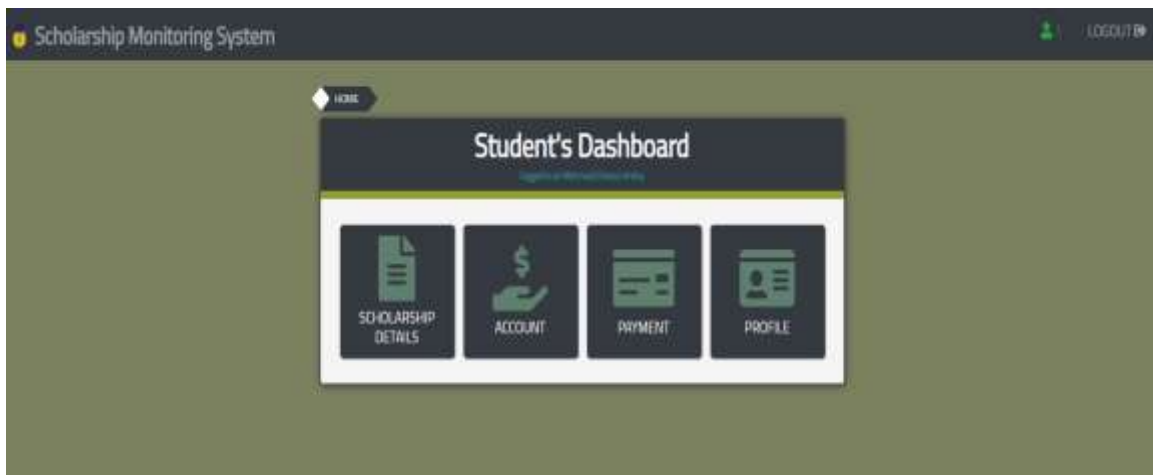 Scholarship Monitoring System
LOGOUT
HOME
Student's Dashboard
SCHOLARSHIP
DETAILS
ACCOUNT
PAYMENT
PROFILE